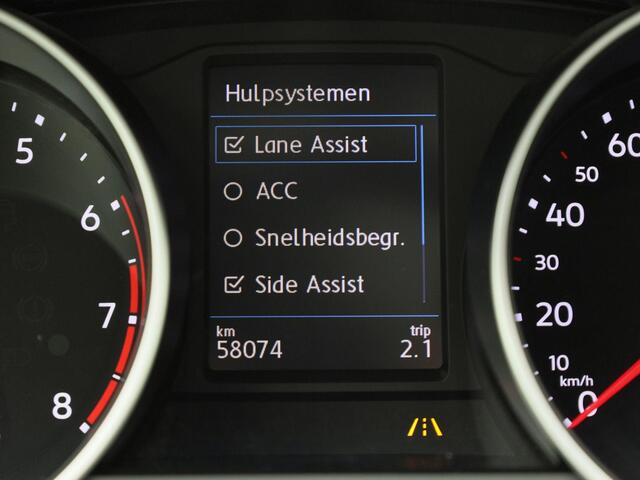 Hulpsystemen
Lane Assist
ACC
Snelheidsbegr.
Side Assist
km
trip
58074
2.1
5
6
7
8
60
50
40
30
20
10
km/h
0